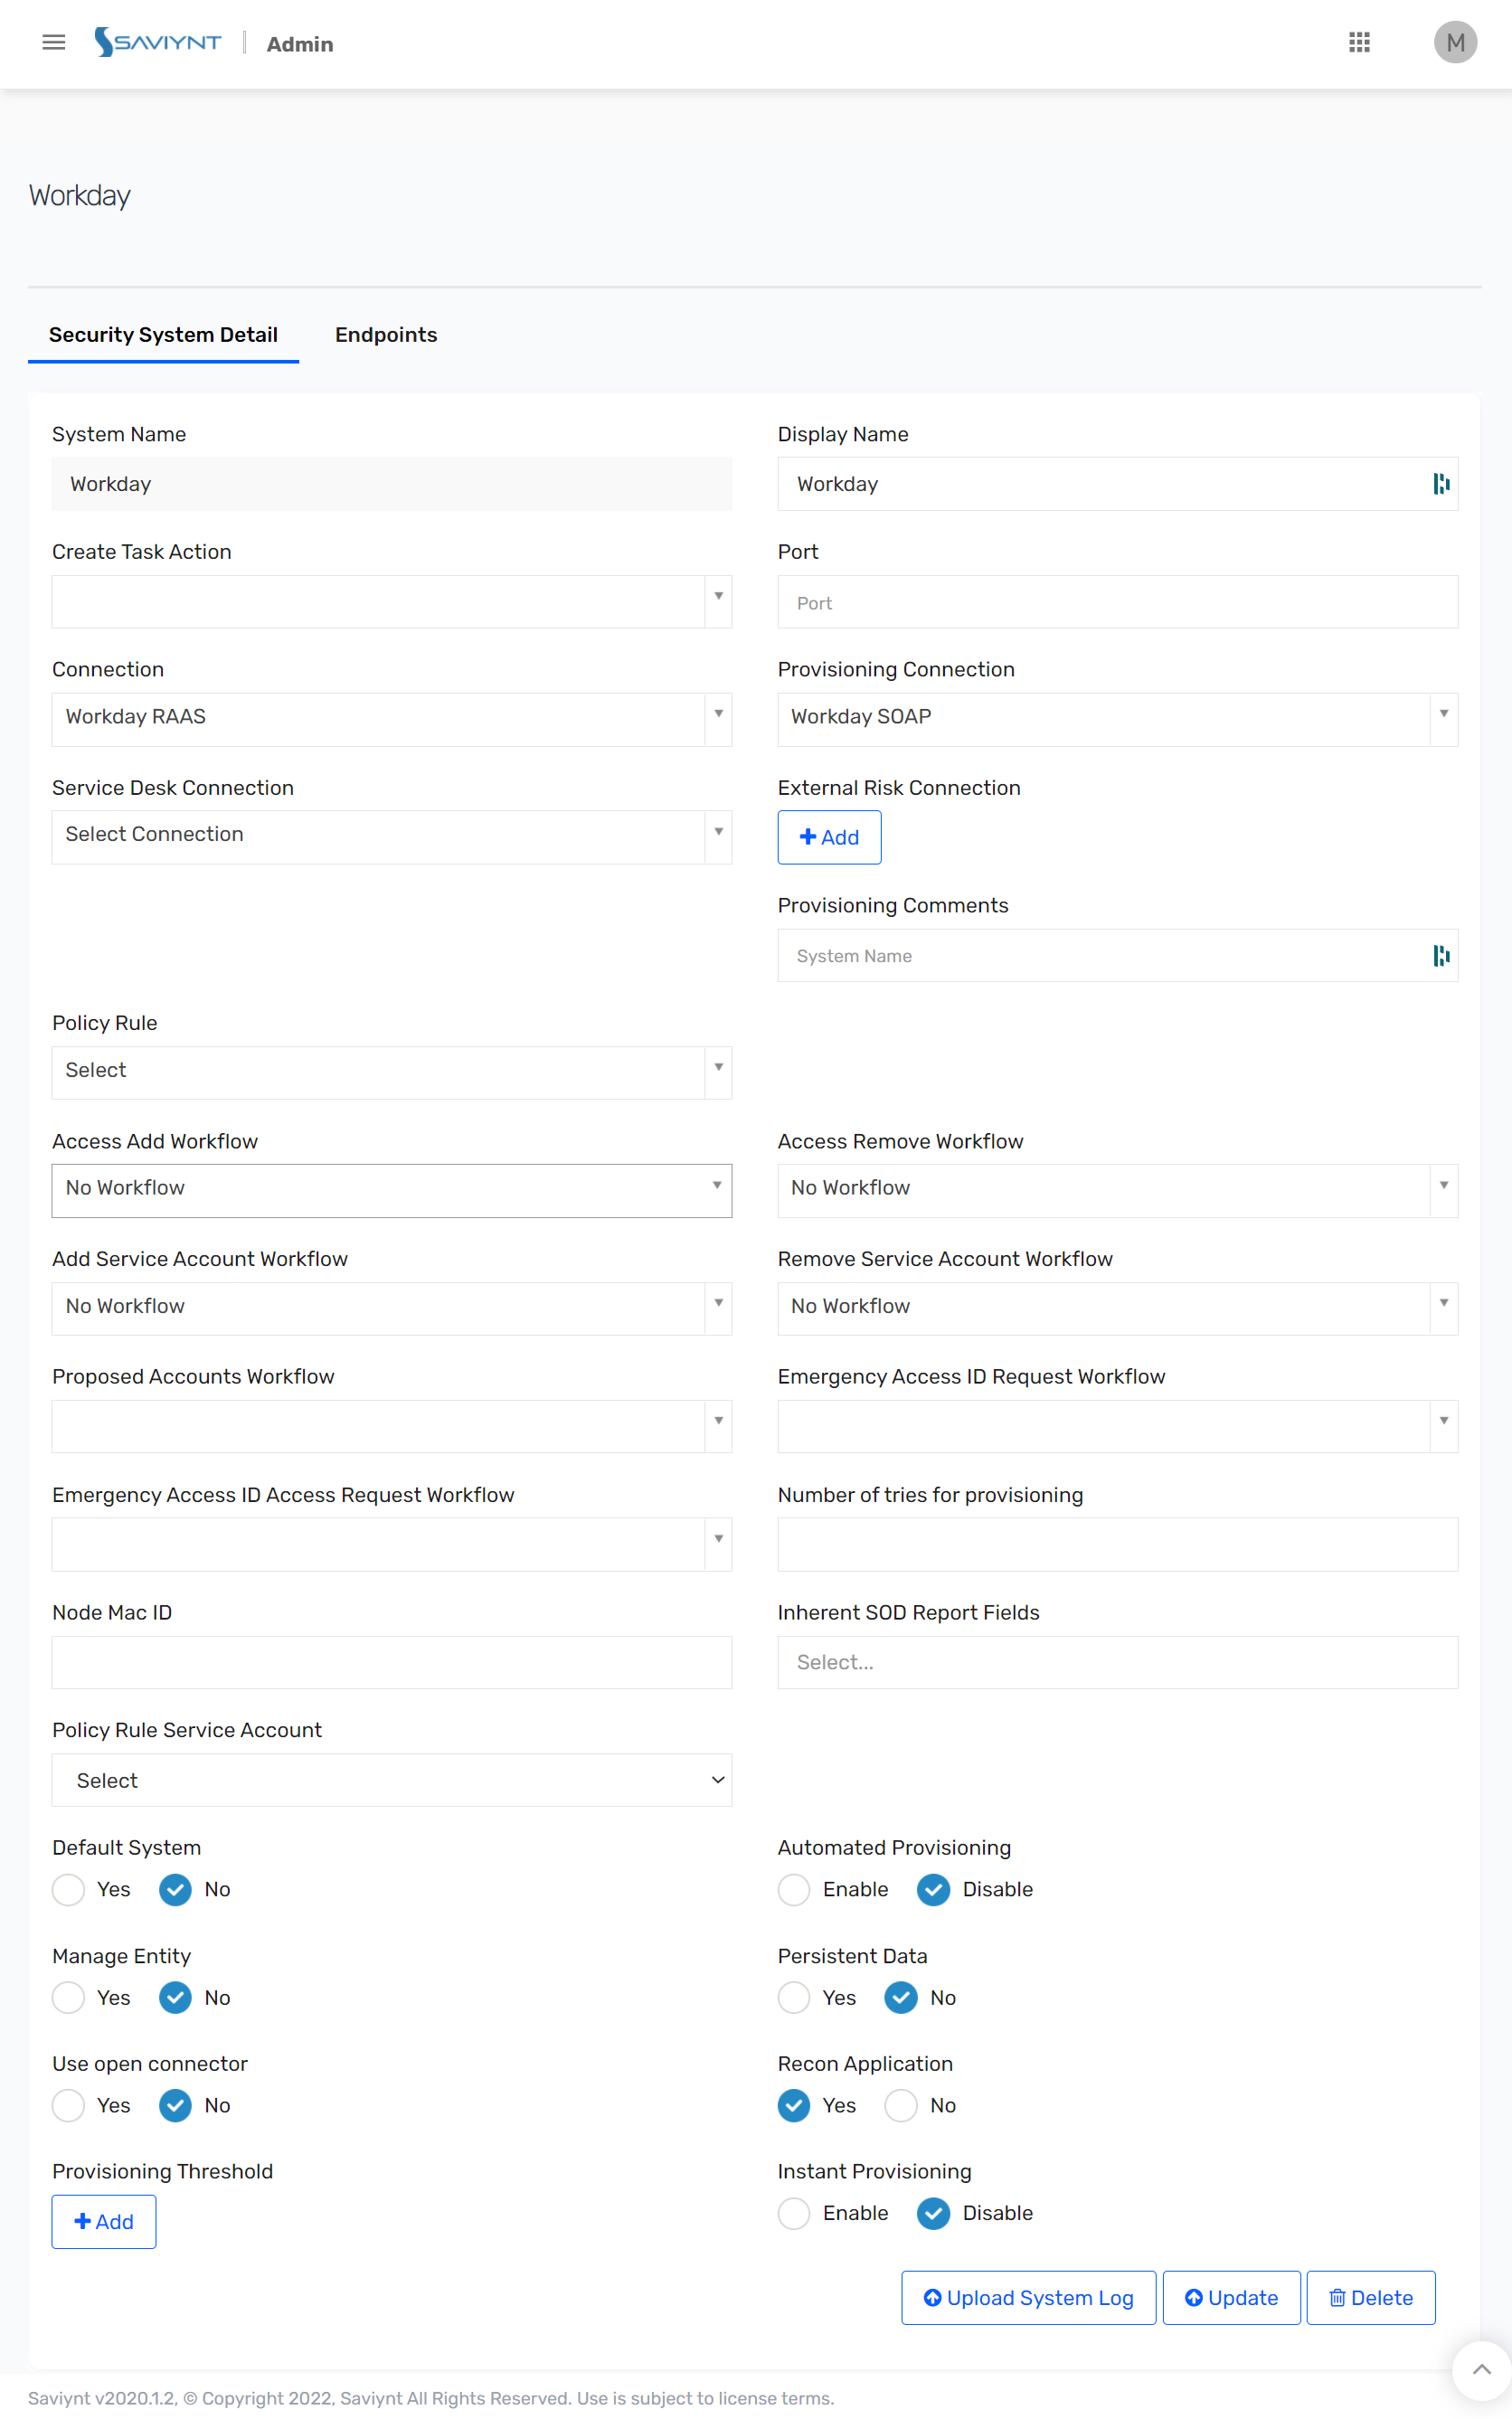 SAVIYNT | Admin
M
Workday
Security System Detail Endpoints
System Name Display Name
Workday Workday
Create Task Action Port
Port
Connection Provisioning Connection
Workday RAAS Workday SOAP
Service Desk Connection External Risk Connection
Select Connection Add
Provisioning Comments
System Name
Policy Rule
Select
Access Add Workflow Access Remove Workflow
No Workflow No Workflow
Add Service Account Workflow Remove Service Account Workflow
No Workflow No Workflow
Proposed Accounts Workflow Emergency Access ID Request Workflow
Emergency Access ID Access Request Workflow Number of tries for provisioning
Node Mac ID Inherent SOD Report Fields
Select...
Policy Rule Service Account
Select
Default System Automated Provisioning
Yes No Enable Disable
Manage Entity Persistent Data
Yes No Yes No
Use open connector Recon Application
Yes No Yes No
Provisioning Threshold Instant Provisioning
Add Enable Disable
Upload System Log Update Delete
Saviynt v2020.1.2, © Copyright 2022, Saviynt All Rights Reserved. Use is subject to license terms.